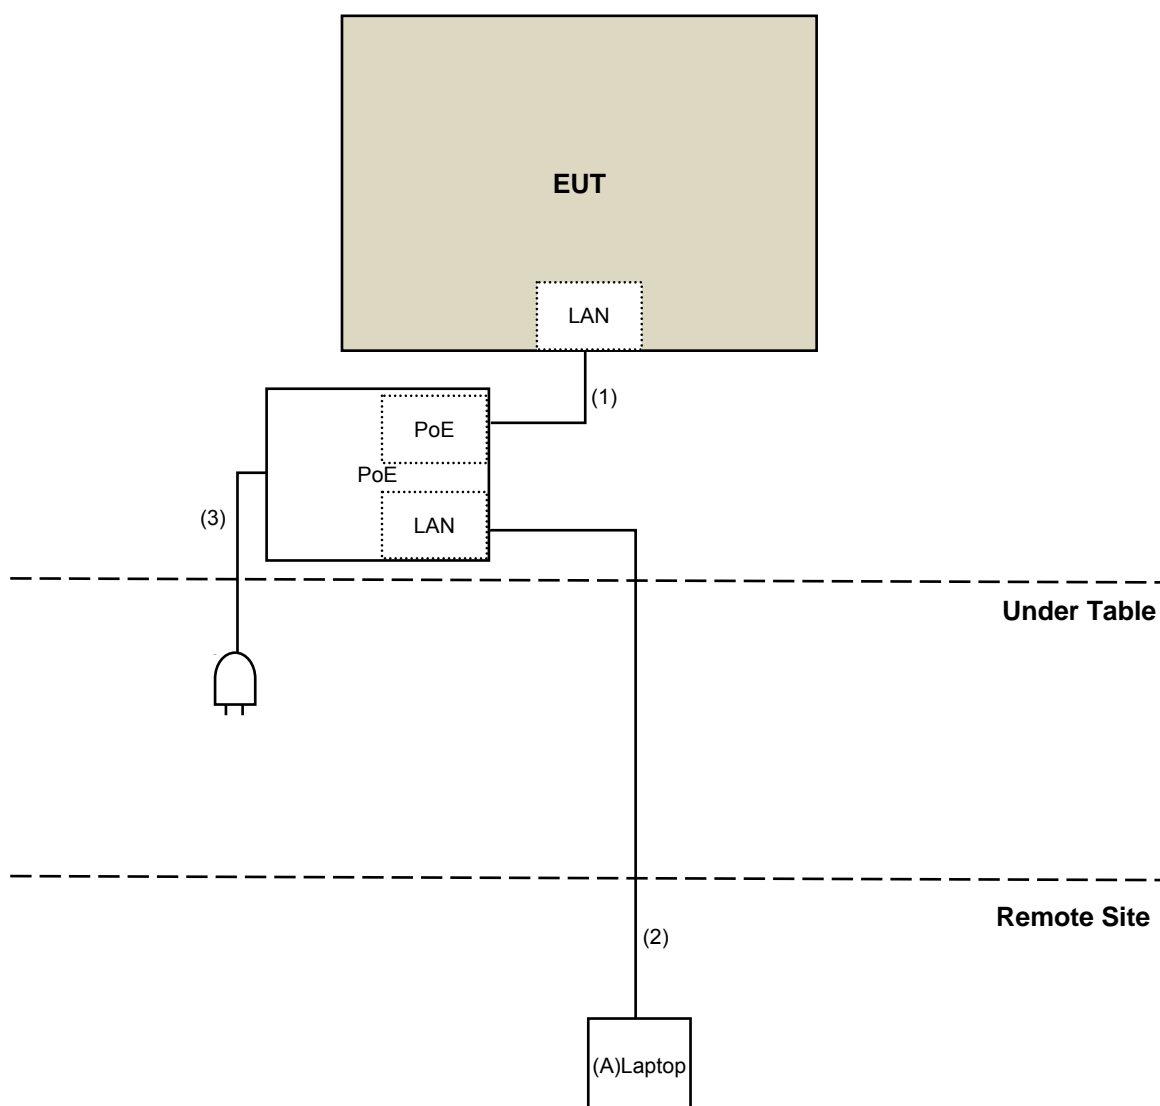 EUT
LAN
(1)
PoE
PoE
(3)
LAN
Under Table
Remote Site
(2)
(A)Laptop